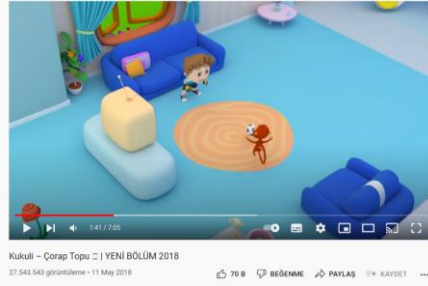 1:41 / 7:05
Kukuli – Çorap Topu □ | YENİ BÖLÜM 2018
27.543.543 görüntüleme • 11 May 2018
70 B BEĞENME PAYLAŞ KAYDET